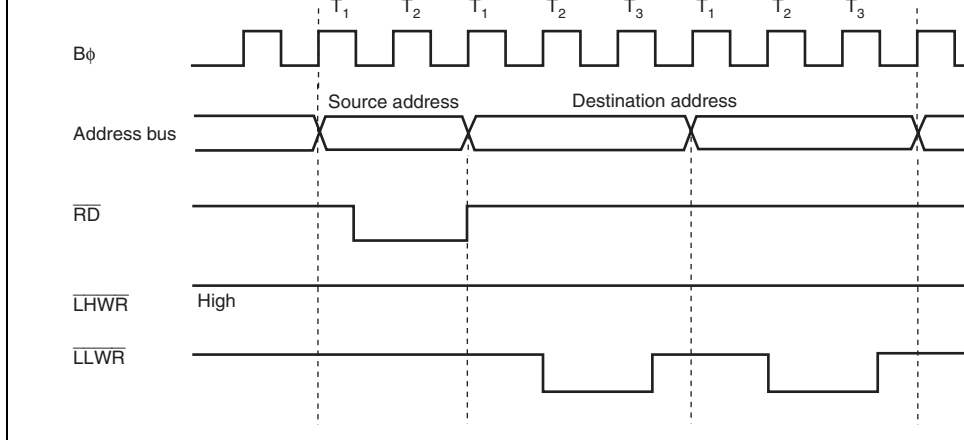 T1 T2 T1 T2 T3 T1 T2 T3
Bϕ
Source address Destination address
Address bus
RD
LHWR High
LLWR